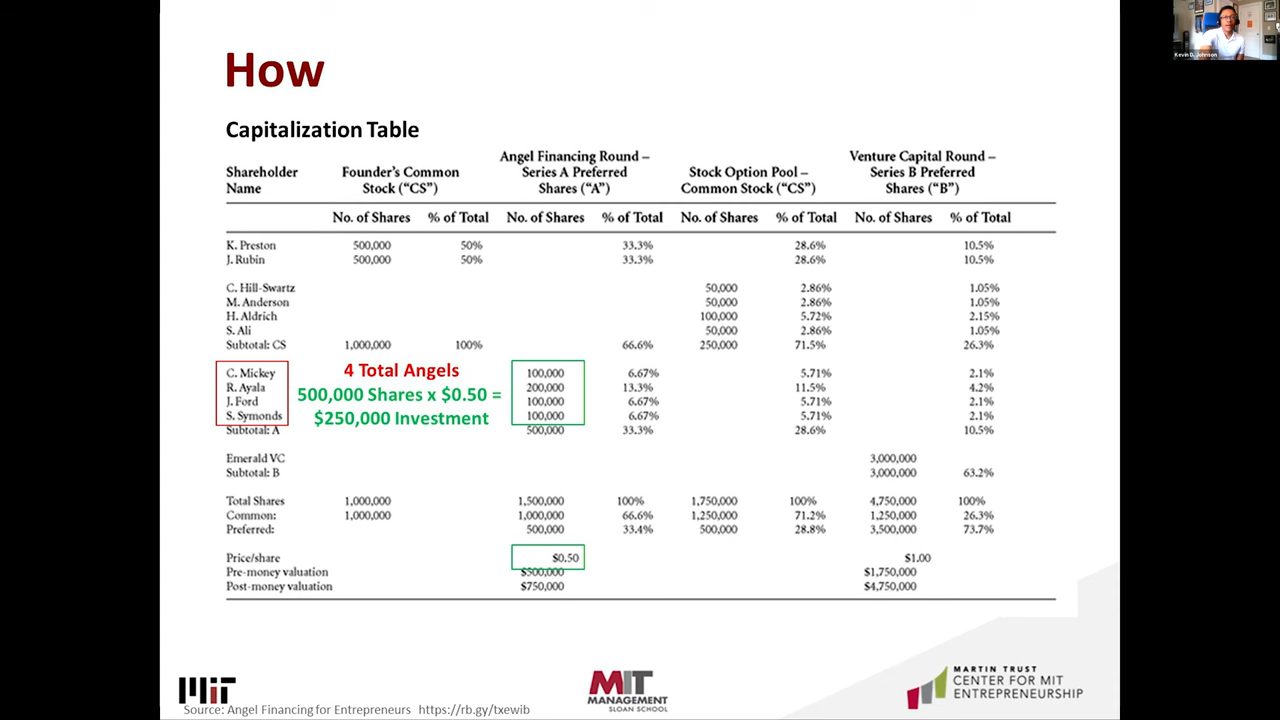 Kevin D. Johnson
How
Capitalization Table
Shareholder Name
Founder's Common Stock ("CS")
Angel Financing Round – Series A Preferred Shares ("A")
Stock Option Pool – Common Stock ("CS")
Venture Capital Round – Series B Preferred Shares ("B")
No. of Shares % of Total No. of Shares % of Total No. of Shares % of Total No. of Shares % of Total
K. Preston 500,000 50% 33.3% 28.6% 10.5%
J. Rubin 500,000 50% 33.3% 28.6% 10.5%
C. Hill-Swartz 50,000 2.86% 1.05%
M. Anderson 50,000 2.86% 1.05%
H. Aldrich 100,000 5.72% 2.15%
S. Ali 50,000 2.86% 1.05%
Subtotal: CS 1,000,000 100% 66.6% 250,000 71.5% 26.3%
4 Total Angels
500,000 Shares x $0.50 =
$250,000 Investment
C. Mickey 100,000 6.67% 5.71% 2.1%
R. Ayala 200,000 13.3% 11.5% 4.2%
J. Ford 100,000 6.67% 5.71% 2.1%
S. Symonds 100,000 6.67% 5.71% 2.1%
Subtotal: A 500,000 33.3% 28.6% 10.5%
Emerald VC 3,000,000
Subtotal: B 3,000,000 63.2%
Total Shares 1,000,000 1,500,000 100% 1,750,000 100% 4,750,000 100%
Common: 1,000,000 1,000,000 66.6% 1,250,000 71.2% 1,250,000 26.3%
Preferred: 500,000 33.4% 500,000 28.8% 3,500,000 73.7%
Price/share $0.50 $1.00
Pre-money valuation $500,000 $1,750,000
Post-money valuation $750,000 $4,750,000
MIT
Source: Angel Financing for Entrepreneurs https://rb.gy/txewib
MIT
MANAGEMENT
SLOAN SCHOOL
MARTIN TRUST
CENTER FOR MIT
ENTREPRENEURSHIP